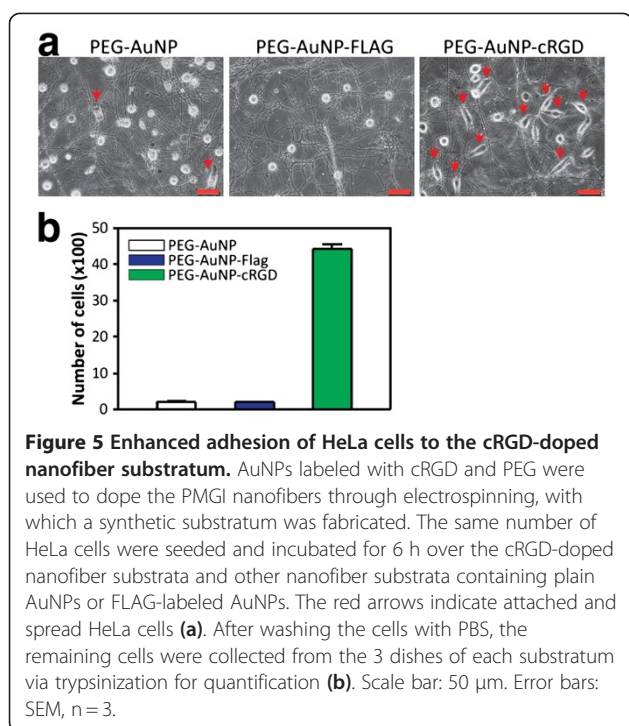 a
PEG-AuNP
PEG-AuNP-FLAG
PEG-AuNP-cRGD
b
50
40
30
20
10
0
Number of cells (x100)
PEG-AuNP
PEG-AuNP-Flag
PEG-AuNP-cRGD
Figure 5 Enhanced adhesion of HeLa cells to the cRGD-doped
nanofiber substratum. AuNPs labeled with cRGD and PEG were
used to dope the PMGI nanofibers through electrospinning, with
which a synthetic substratum was fabricated. The same number of
HeLa cells were seeded and incubated for 6 h over the cRGD-doped
nanofiber substrata and other nanofiber substrata containing plain
AuNPs or FLAG-labeled AuNPs. The red arrows indicate attached and
spread HeLa cells (a). After washing the cells with PBS, the
remaining cells were collected from the 3 dishes of each substratum
via trypsinization for quantification (b). Scale bar: 50 μm. Error bars:
SEM, n = 3.